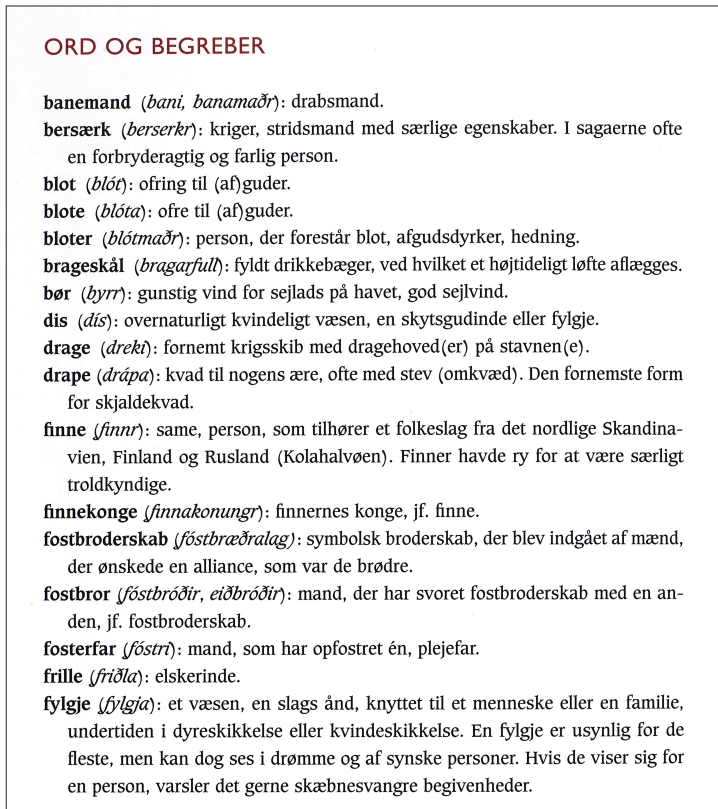 ORD OG BEGREBER
banemand (bani, banamaðr): drabsmand.
bersærk (berserkr): kriger, stridsmand med særlige egenskaber. I sagaerne ofte
en forbryderagtig og farlig person.
blot (blót): ofring til (af)guder.
blote (blóta): ofre til (af)guder.
bloter (blótmaðr): person, der forestår blot, afgudsdyrker, hedning.
brageskål (bragarfull): fyldt drikkebæger, ved hvilket et højtideligt løfte aflægges.
bør (byrr): gunstig vind for sejlads på havet, god sejlvind.
dis (dís): overnaturligt kvindeligt væsen, en skytsgudinde eller fylgje.
drage (dreki): fornemt krigsskib med dragehoved(er) på stavnen(e).
drape (drápa): kvad til nogens ære, ofte med stev (omkvæd). Den fornemste form
for skjaldekvad.
finne (finnr): same, person, som tilhører et folkeslag fra det nordlige Skandina-
vien, Finland og Rusland (Kolahalvøen). Finner havde ry for at være særligt
troldkyndige.
finnekonge (finnakonungr): finnernes konge, jf. finne.
fostbroderskab (fóstbræðralag): symbolsk broderskab, der blev indgået af mænd,
der ønskede en alliance, som var de brødre.
fostbror (fóstbróðir, eiðbróðir): mand, der har svoret fostbroderskab med en an-
den, jf. fostbroderskab.
fosterfar (fóstri): mand, som har opfostret én, plejefar.
frille (friðla): elskerinde.
fylgje (fylgja): et væsen, en slags ånd, knyttet til et menneske eller en familie,
undertiden i dyreskikkelse eller kvindeskikkelse. En fylgje er usynlig for de
fleste, men kan dog ses i drømme og af synske personer. Hvis de viser sig for
en person, varsler det gerne skæbnesvangre begivenheder.